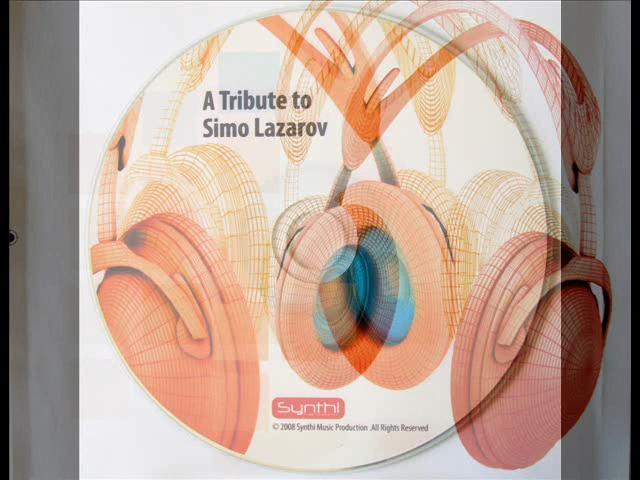 A Tribute to
Simo Lazarov
Synthi
© 2008 Synthi Music Production .All Rights Reserved